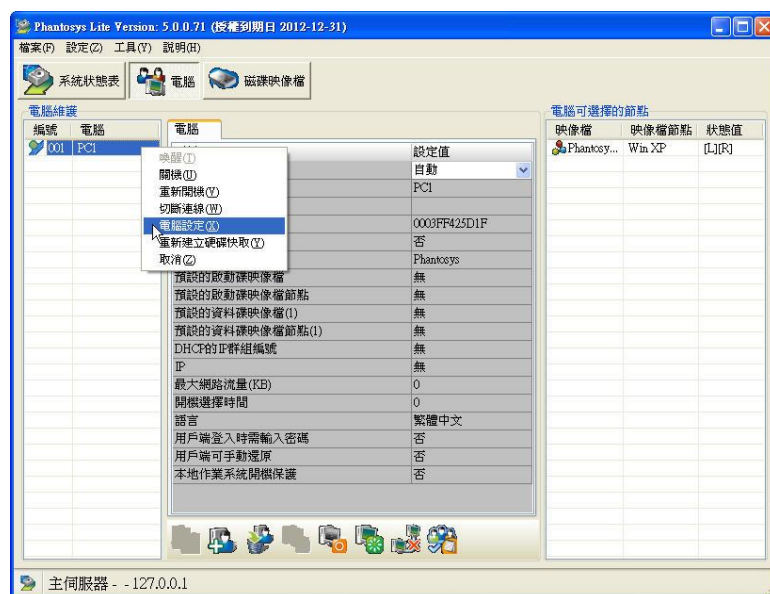 Phantosys Lite Version: 5.0.0.71 (授權到期日 2012-12-31)
檔案(F) 設定(Z) 工具(Y) 說明(H)
系統狀態表 電腦 磁碟映像檔
電腦維護
編號 電腦
001 PC1
喚醒(T)
關機(U)
重新開機(V)
切斷連線(W)
電腦設定(X)
重新建立硬碟快取(Y)
取消(Z)
電腦
設定值
自動
PC1
0003FF425D1F
否
Phantosys
預設的啟動碟映像檔 無
預設的啟動碟映像檔節點 無
預設的資料碟映像檔(1) 無
預設的資料碟映像檔節點(1) 無
DHCP的IP群組編號 無
IP 無
最大網路流量(KB) 0
開機選擇時間 0
語言 繁體中文
用戶端登入時需輸入密碼 否
用戶端可手動還原 否
本地作業系統開機保護 否
電腦可選擇的節點
映像檔 映像檔節點 狀態值
Phantosy... Win XP [L][R]
主伺服器 - - 127.0.0.1